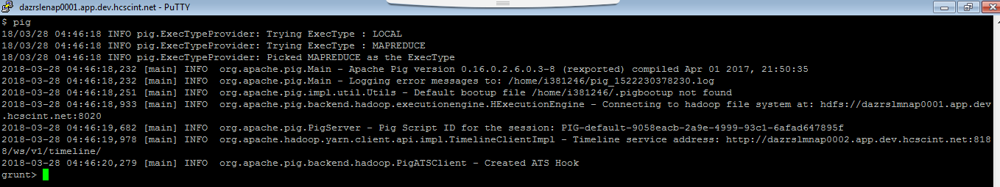 dazrslenap0001.app.dev.hcscint.net - PuTTY
$ pig
18/03/28 04:46:18 INFO pig.ExecTypeProvider: Trying ExecType : LOCAL
18/03/28 04:46:18 INFO pig.ExecTypeProvider: Trying ExecType : MAPREDUCE
18/03/28 04:46:18 INFO pig.ExecTypeProvider: Picked MAPREDUCE as the ExecType
2018-03-28 04:46:18,232 [main] INFO  org.apache.pig.Main - Apache Pig version 0.16.0.2.6.0.3-8 (rexported) compiled Apr 01 2017, 21:50:35
2018-03-28 04:46:18,232 [main] INFO  org.apache.pig.Main - Logging error messages to: /home/i381246/pig_1522230378230.log
2018-03-28 04:46:18,251 [main] INFO  org.apache.pig.impl.util.Utils - Default bootup file /home/i381246/.pigbootup not found
2018-03-28 04:46:18,933 [main] INFO  org.apache.pig.backend.hadoop.executionengine.HExecutionEngine - Connecting to hadoop file system at: hdfs://dazrslmnap0001.app.dev
.hcscint.net:8020
2018-03-28 04:46:19,682 [main] INFO  org.apache.pig.PigServer - Pig Script ID for the session: PIG-default-9058eacb-2a9e-4999-93c1-6afad647895f
2018-03-28 04:46:19,978 [main] INFO  org.apache.hadoop.yarn.client.api.impl.TimelineClientImpl - Timeline service address: http://dazrslmnap0002.app.dev.hcscint.net:818
8/ws/v1/timeline/
2018-03-28 04:46:20,279 [main] INFO  org.apache.pig.backend.hadoop.PigATSClient - Created ATS Hook
grunt>